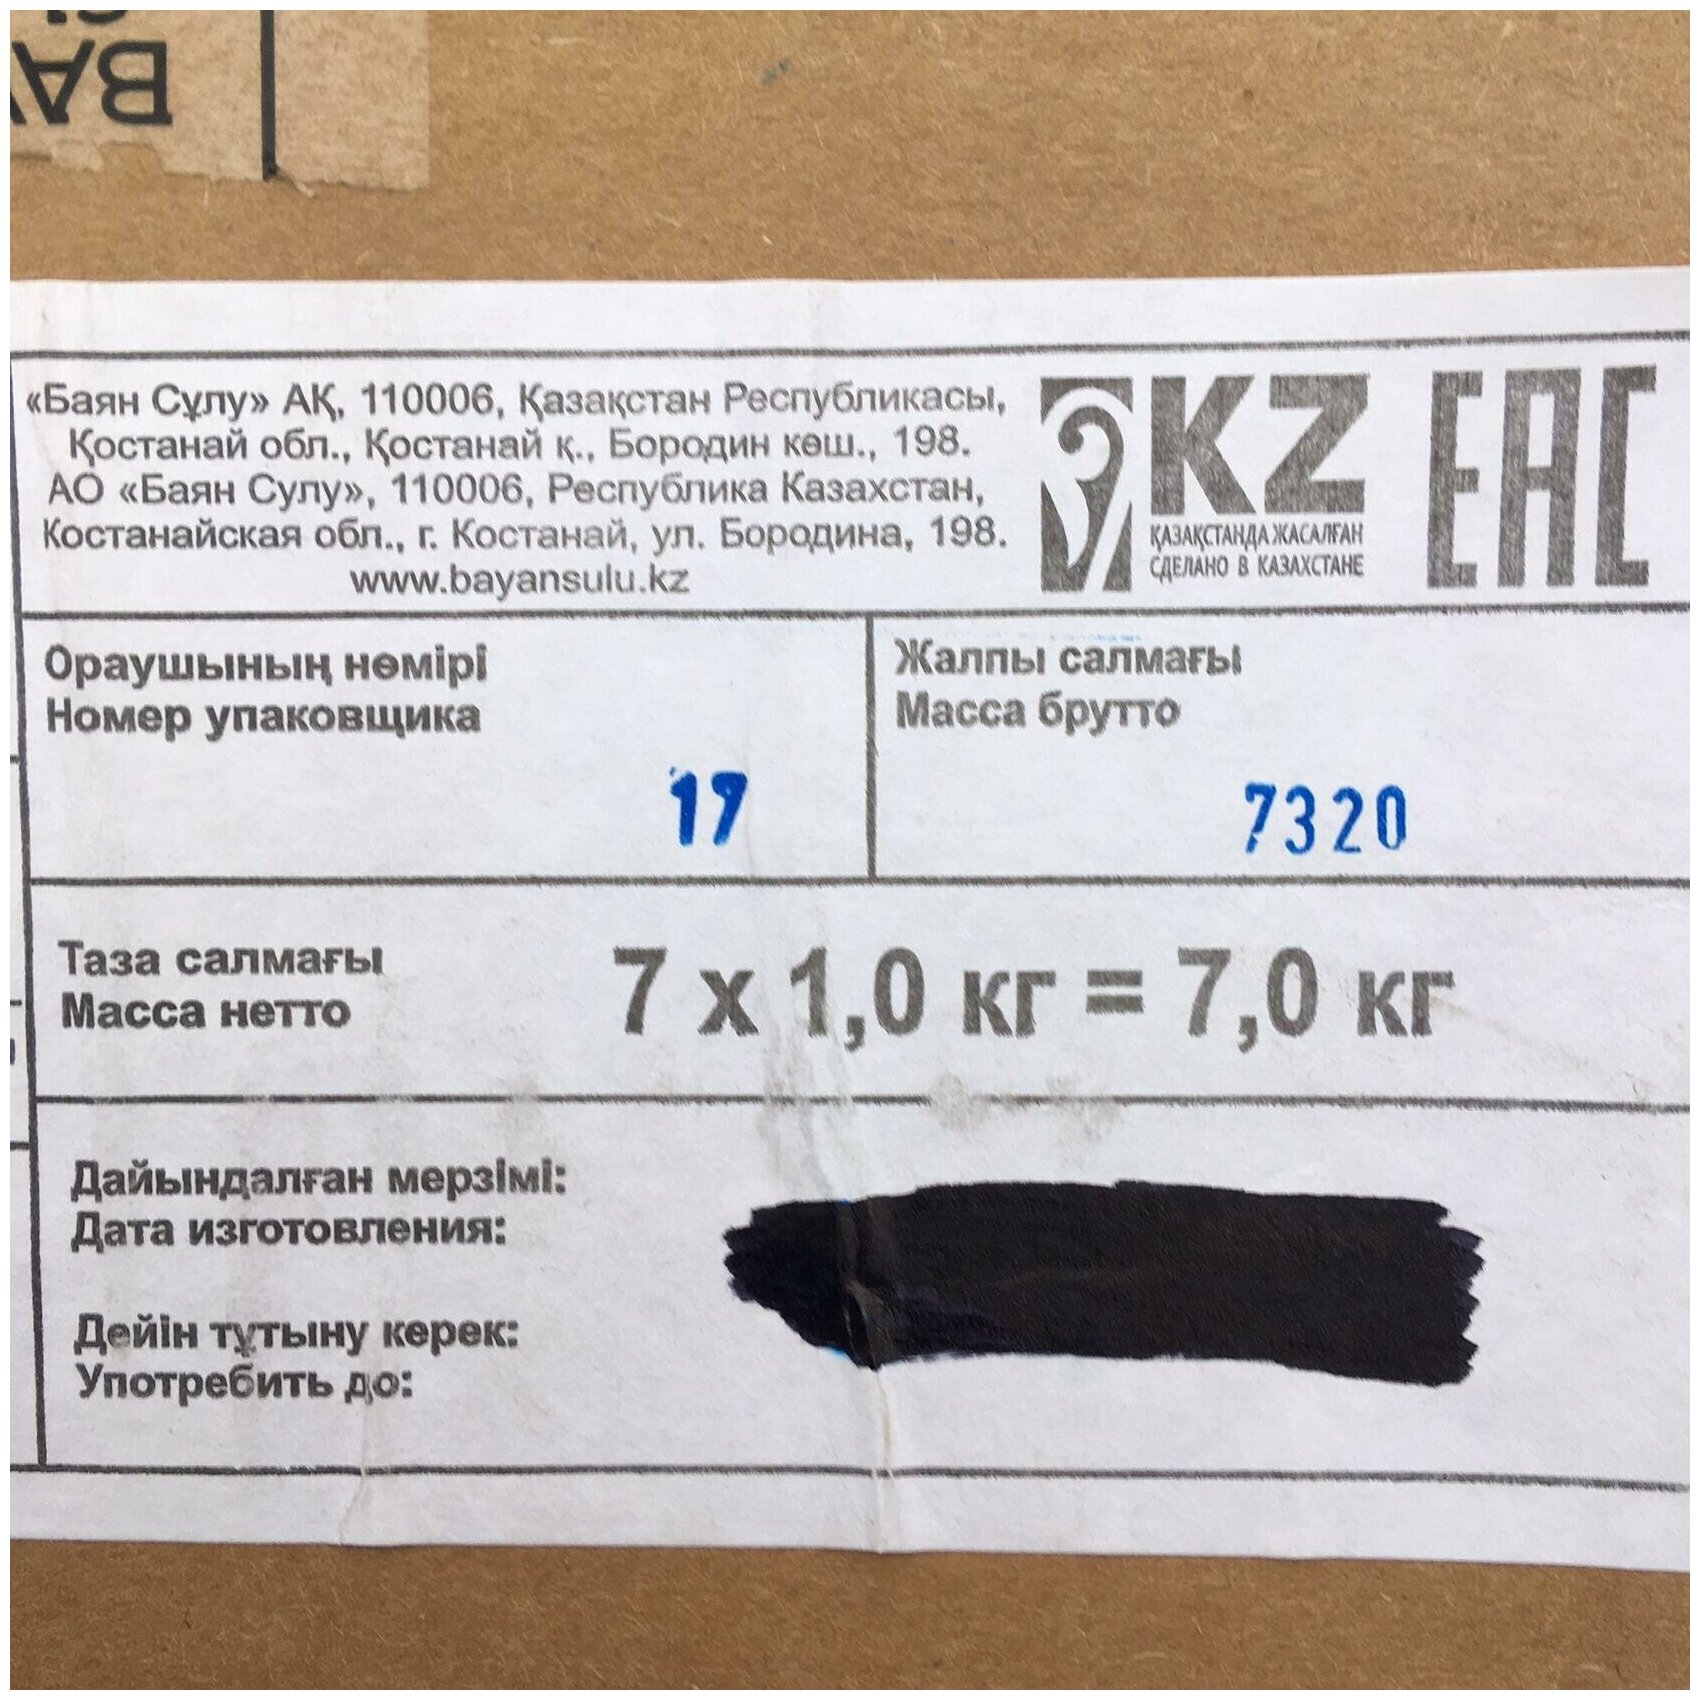 «Баян Сұлу» АҚ, 110006, Қазақстан Республикасы,
Қостанай обл., Қостанай қ., Бородин көш., 198.
АО «Баян Сулу», 110006, Республика Казахстан,
Костанайская обл., г. Костанай, ул. Бородина, 198.
www.bayansulu.kz
KZ
ҚАЗАҚСТАНДА ЖАСАЛҒАН
СДЕЛАНО В КАЗАХСТАНЕ
EAC
Ораушының нөмірі
Номер упаковщика
17
Жалпы салмағы
Масса брутто
7320
Таза салмағы
Масса нетто
7 х 1,0 кг = 7,0 кг
Дайындалған мерзімі:
Дата изготовления:
Дейін тұтыну керек:
Употребить до: